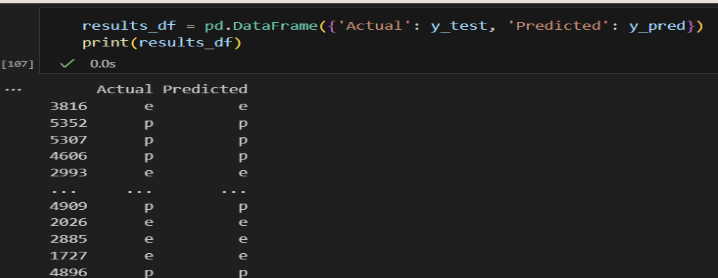 results_df = pd.DataFrame({'Actual': y_test, 'Predicted': y_pred})
print(results_df)
[107] ✓ 0.0s
... Actual Predicted
3816 e e
5352 p p
5307 p p
4606 p p
2993 e e
... ... ...
4909 p p
2026 e e
2885 e e
1727 e e
4896 p p